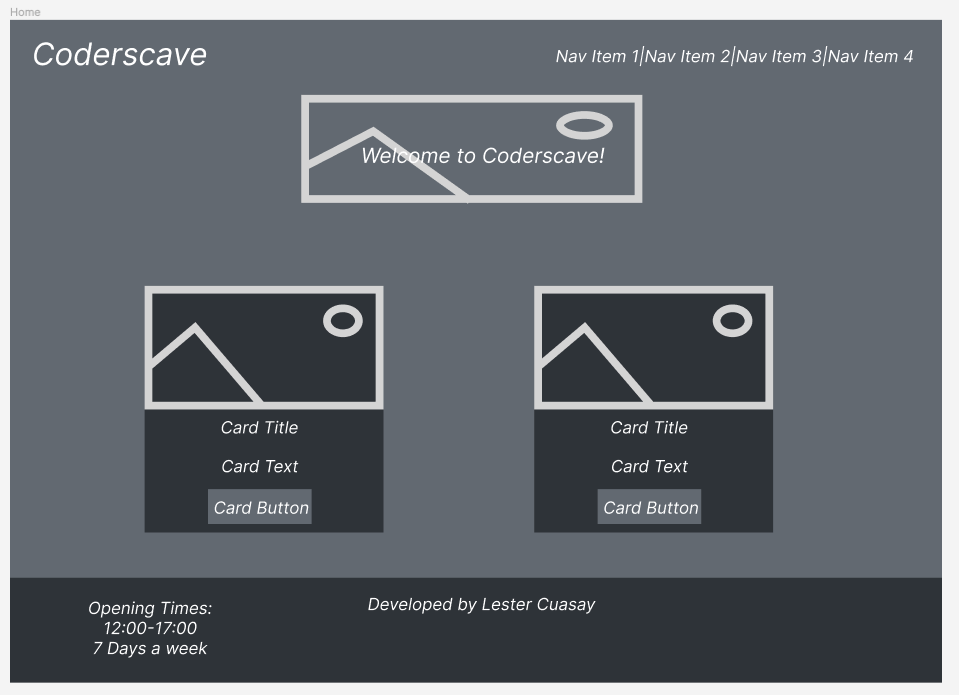 Home
Coderscave
Nav Item 1|Nav Item 2|Nav Item 3|Nav Item 4
Welcome to Coderscave!
Card Title
Card Text
Card Button
Card Title
Card Text
Card Button
Opening Times:
12:00-17:00
7 Days a week
Developed by Lester Cuasay